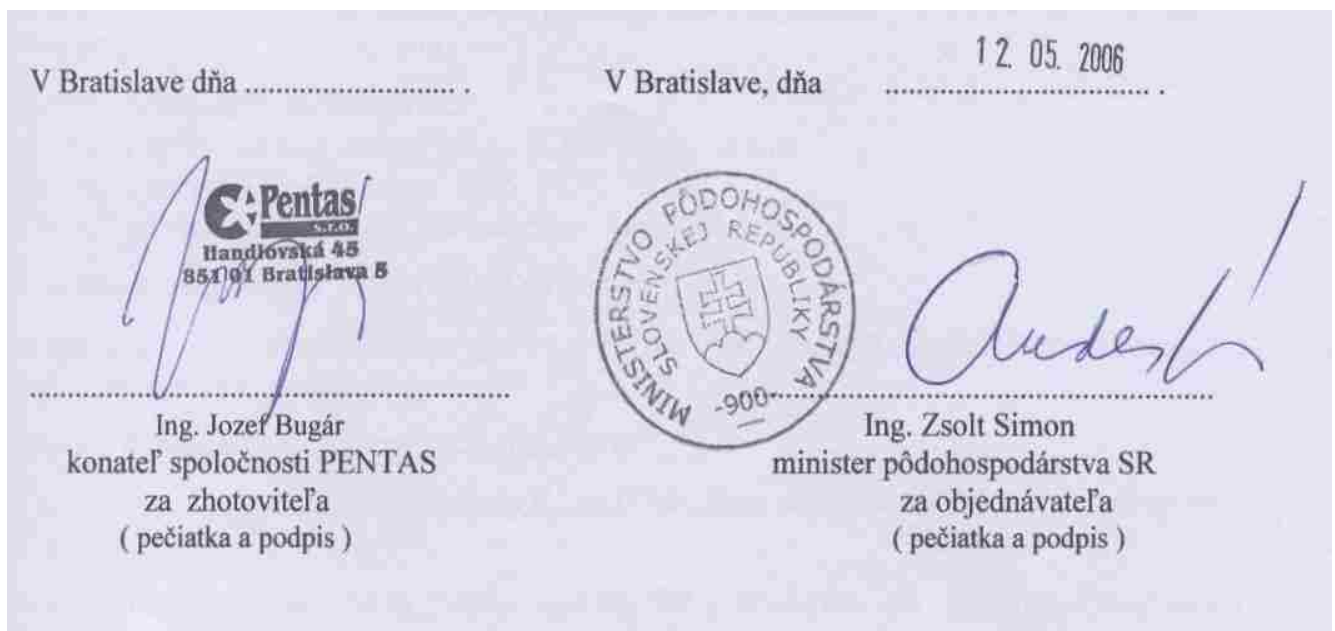 V Bratislave dňa ............................ .
Pentas
s.r.o.
Handlovská 45
851 01 Bratislava 5
Ing. Jozef Bugár
konateľ spoločnosti PENTAS
za zhotoviteľa
( pečiatka a podpis )
12. 05. 2006
V Bratislave, dňa ................................... .
MINISTERSTVO PÔDOHOSPODÁRSTVA
SLOVENSKEJ REPUBLIKY
-900-
Ing. Zsolt Simon
minister pôdohospodárstva SR
za objednávateľa
( pečiatka a podpis )